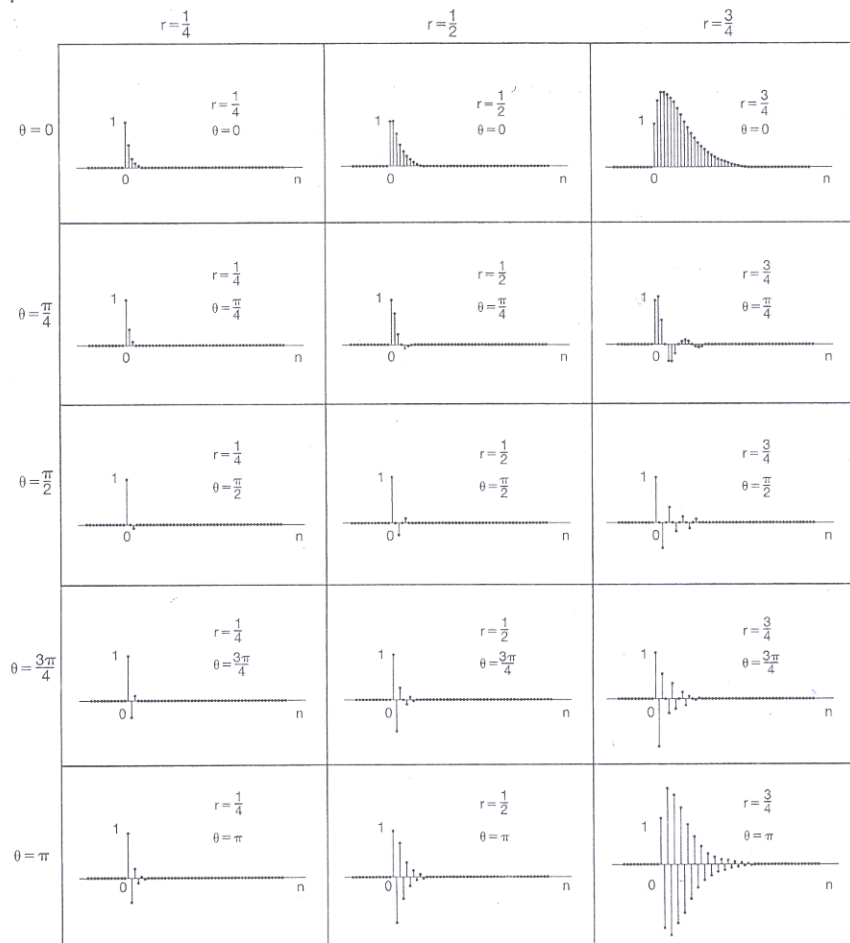 r = 1/4 r = 1/2 r = 3/4
θ = 0
1 r = 1/4 θ = 0 0 n
1 r = 1/2 θ = 0 0 n
1 r = 3/4 θ = 0 0 n
θ = π/4
1 r = 1/4 θ = π/4 0 n
1 r = 1/2 θ = π/4 0 n
1 r = 3/4 θ = π/4 0 n
θ = π/2
1 r = 1/4 θ = π/2 0 n
1 r = 1/2 θ = π/2 0 n
1 r = 3/4 θ = π/2 0 n
θ = 3π/4
1 r = 1/4 θ = 3π/4 0 n
1 r = 1/2 θ = 3π/4 0 n
1 r = 3/4 θ = 3π/4 0 n
θ = π
1 r = 1/4 θ = π 0 n
1 r = 1/2 θ = π 0 n
1 r = 3/4 θ = π 0 n